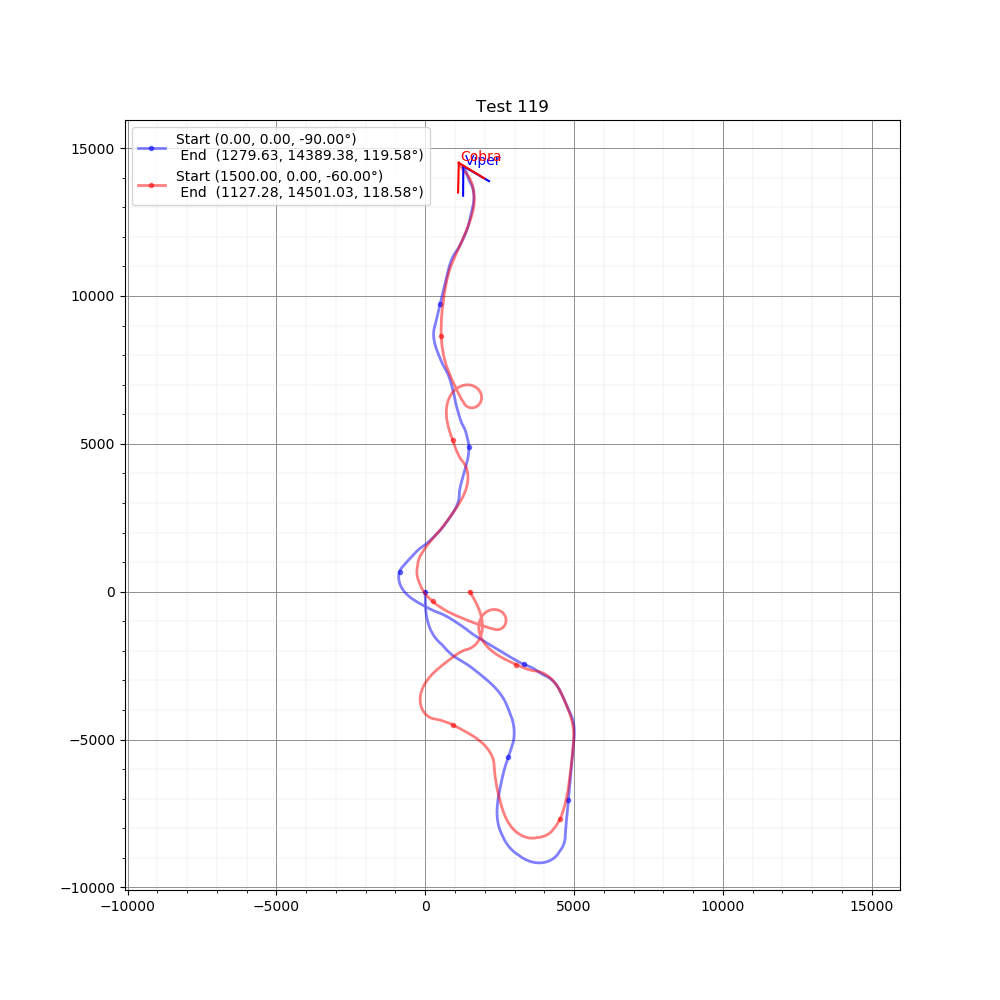 Test 119
Start (0.00, 0.00, -90.00°)
End (1279.63, 14389.38, 119.58°)
Start (1500.00, 0.00, -60.00°)
End (1127.28, 14501.03, 118.58°)
Cobra
Viper
15000
10000
5000
0
−5000
−10000
−10000 −5000 0 5000 10000 15000